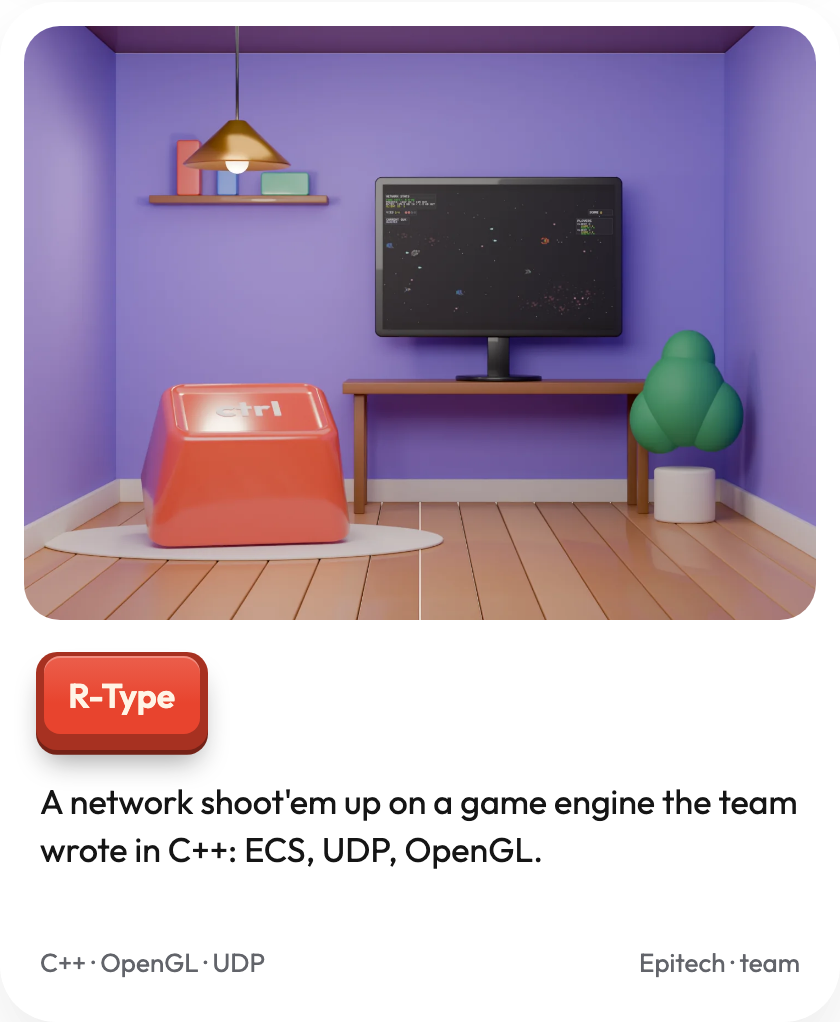 ctrl
R-Type
A network shoot'em up on a game engine the team
wrote in C++: ECS, UDP, OpenGL.
C++ · OpenGL · UDP
Epitech · team